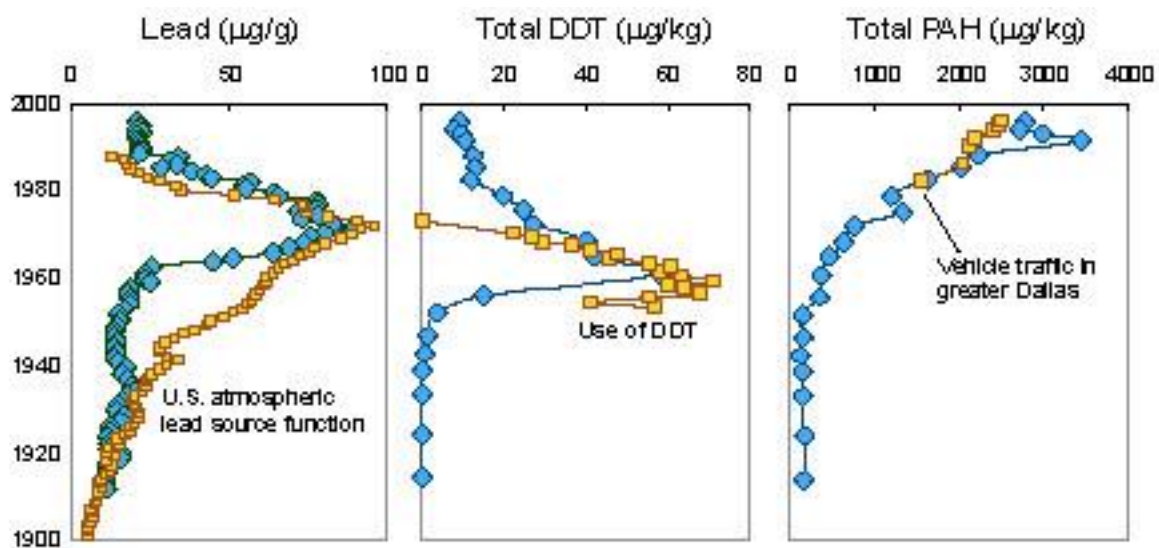 Lead (µg/g) Total DDT (µg/kg) Total PAH (µg/kg)
0 50 100 0 20 40 60 80 0 1000 2000 3000 4000
2000
1980
1960
1940
1920
1900
U.S. atmospheric
lead source function
Use of DDT
Vehicle traffic in
greater Dallas